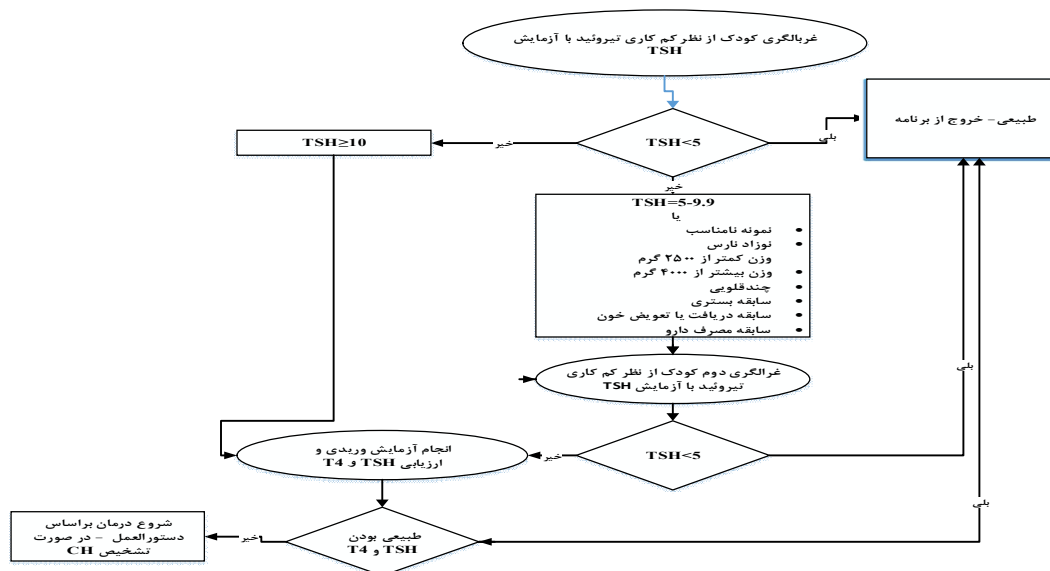 غربالگری کودک از نظر کم کاری تیروئید با آزمایش
TSH
طبیعی- خروج از برنامه
بلی
TSH<5
خیر
TSH≥10
خیر
TSH=5-9.9
یا
نمونه نامناسب
نوزاد نارس
وزن کمتر از ۲۵۰۰ گرم
وزن بیشتر از ۴۰۰۰ گرم
چندقلویی
سابقه بستری
سابقه دریافت یا تعویض خون
سابقه مصرف دارو
غرالگری دوم کودک از نظر کم کاری
تیروئید با آزمایش TSH
بلی
TSH<5
خیر
انجام آزمایش وریدی و
ارزیابی TSH و T4
بلی
طبیعی بودن
TSH و T4
خیر
شروع درمان براساس
دستورالعمل - در صورت
تشخیص CH